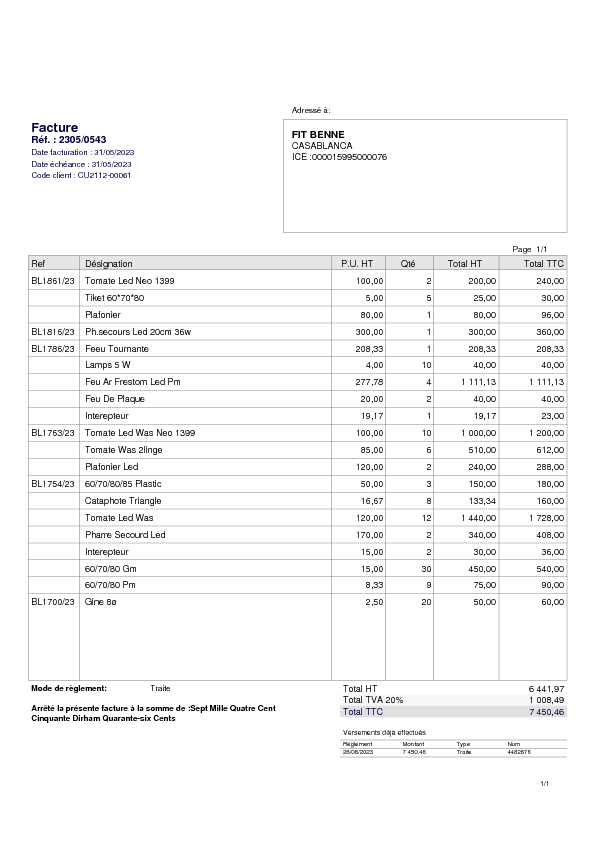 Adressé à:
Facture
Réf. : 2305/0543
Date facturation : 31/05/2023
Date échéance : 31/05/2023
Code client : CU2112-00061
FIT BENNE
CASABLANCA
ICE :000015995000076
Page 1/1
Ref Désignation P.U. HT Qté Total HT Total TTC
BL1861/23 Tomate Led Neo 1399 100,00 2 200,00 240,00
Tiket 60*70*80 5,00 5 25,00 30,00
Plafonier 80,00 1 80,00 96,00
BL1816/23 Ph.secours Led 20cm 36w 300,00 1 300,00 360,00
BL1786/23 Feeu Tournante 208,33 1 208,33 208,33
Lamps 5 W 4,00 10 40,00 40,00
Feu Ar Frestom Led Pm 277,78 4 1 111,13 1 111,13
Feu De Plaque 20,00 2 40,00 40,00
Interepteur 19,17 1 19,17 23,00
BL1763/23 Tomate Led Was Neo 1399 100,00 10 1 000,00 1 200,00
Tomate Was 2linge 85,00 6 510,00 612,00
Plafonier Led 120,00 2 240,00 288,00
BL1754/23 60/70/80/85 Plastic 50,00 3 150,00 180,00
Cataphote Triangle 16,67 8 133,34 160,00
Tomate Led Was 120,00 12 1 440,00 1 728,00
Pharre Secourd Led 170,00 2 340,00 408,00
Interepteur 15,00 2 30,00 36,00
60/70/80 Gm 15,00 30 450,00 540,00
60/70/80 Pm 8,33 9 75,00 90,00
BL1700/23 Gine 8ø 2,50 20 50,00 60,00
Mode de règlement: Traite
Arrêté la présente facture à la somme de :Sept Mille Quatre Cent
Cinquante Dirham Quarante-six Cents
Total HT 6 441,97
Total TVA 20% 1 008,49
Total TTC 7 450,46
Versements déjà effectués
Règlement Montant Type Num
28/08/2023 7 450,46 Traite 4482676
1/1